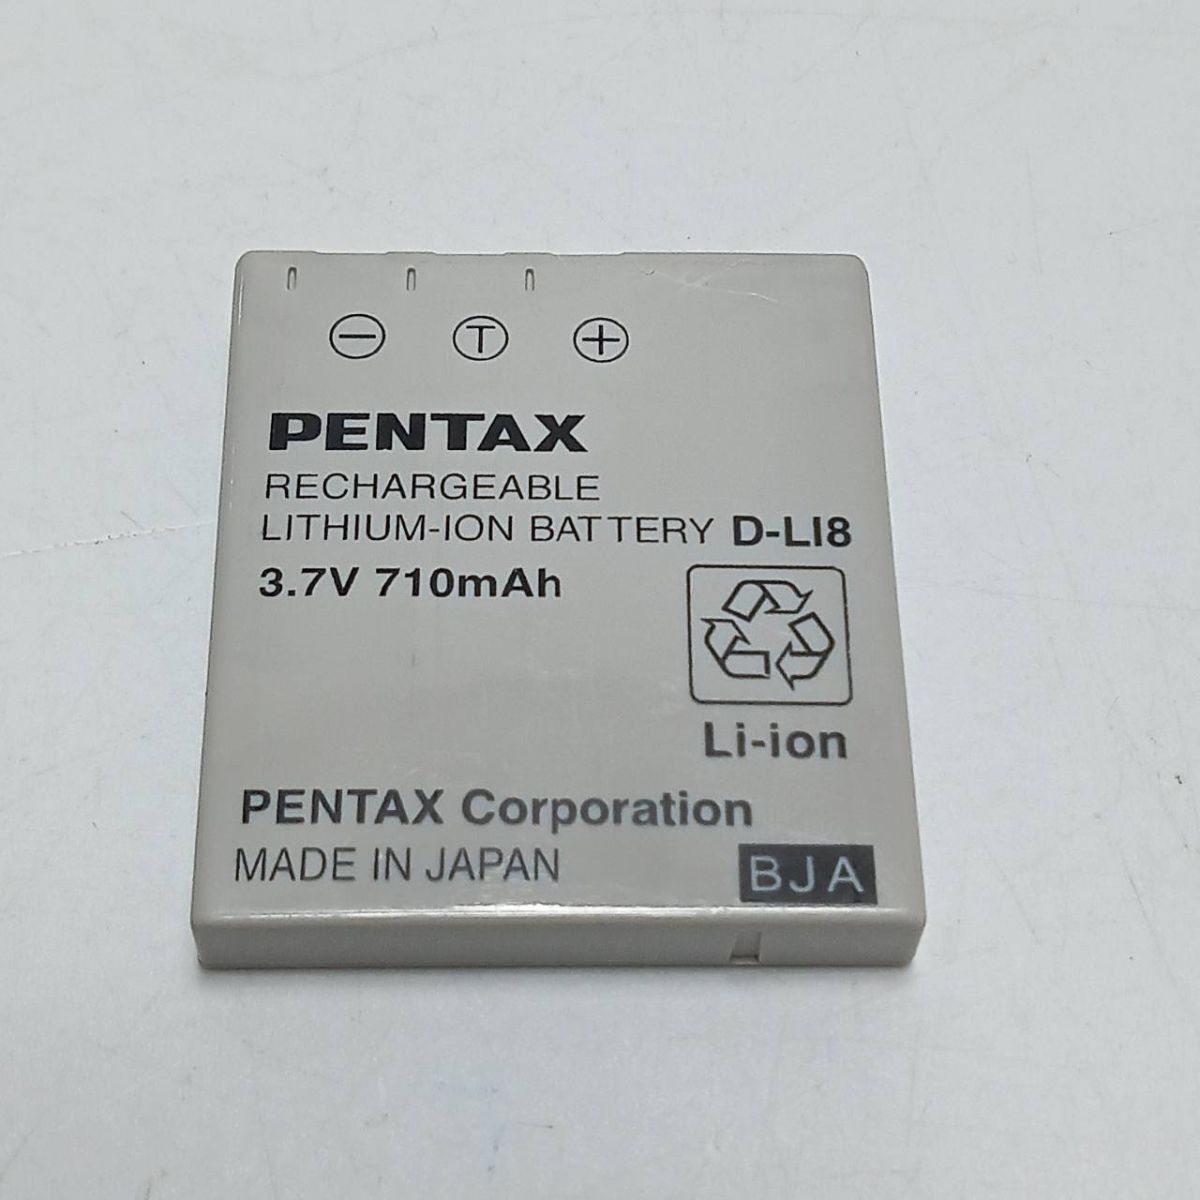 − T +
PENTAX
RECHARGEABLE
LITHIUM-ION BATTERY D-LI8
3.7V 710mAh
Li-ion
PENTAX Corporation
MADE IN JAPAN
BJA